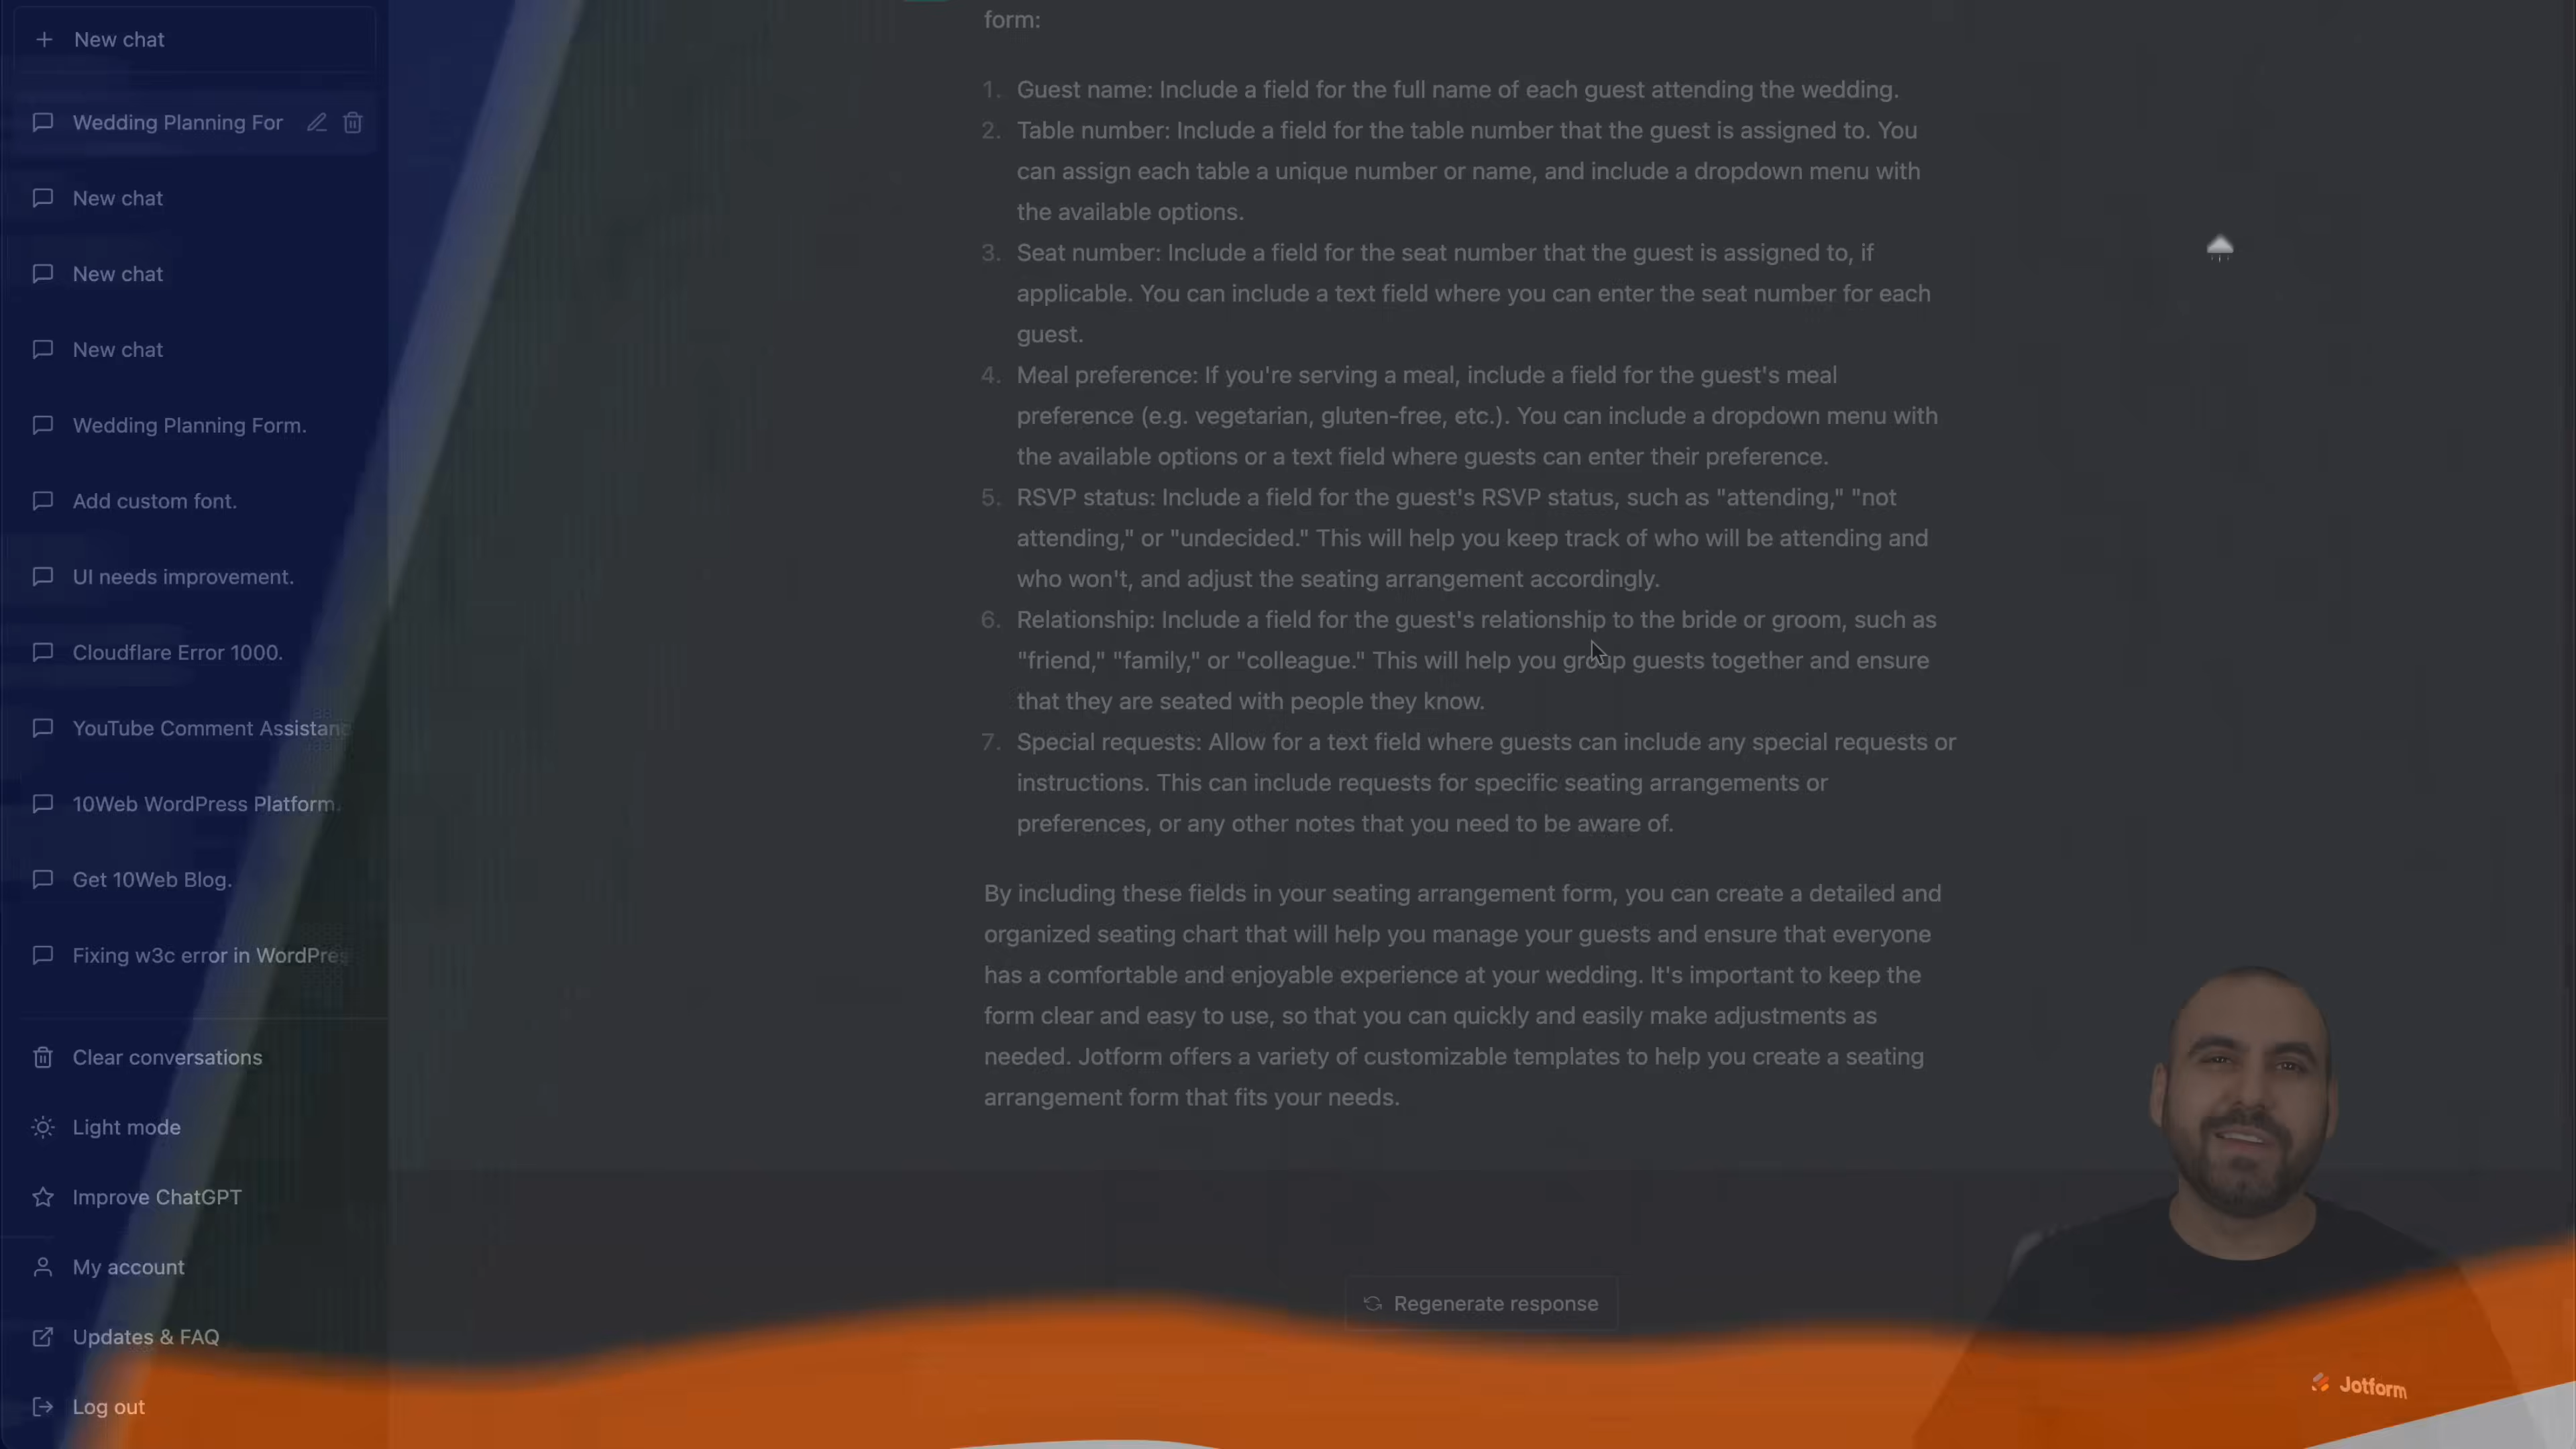 New chat
Wedding Planning For
New chat
New chat
New chat
Wedding Planning Form.
Add custom font.
UI needs improvement.
Cloudflare Error 1000.
YouTube Comment Assistanc
10Web WordPress Platform.
Get 10Web Blog.
Fixing w3c error in WordPres
Clear conversations
Light mode
Improve ChatGPT
My account
Updates & FAQ
Log out
form:
1. Guest name: Include a field for the full name of each guest attending the wedding.
2. Table number: Include a field for the table number that the guest is assigned to. You
can assign each table a unique number or name, and include a dropdown menu with
the available options.
3. Seat number: Include a field for the seat number that the guest is assigned to, if
applicable. You can include a text field where you can enter the seat number for each
guest.
4. Meal preference: If you're serving a meal, include a field for the guest's meal
preference (e.g. vegetarian, gluten-free, etc.). You can include a dropdown menu with
the available options or a text field where guests can enter their preference.
5. RSVP status: Include a field for the guest's RSVP status, such as "attending," "not
attending," or "undecided." This will help you keep track of who will be attending and
who won't, and adjust the seating arrangement accordingly.
6. Relationship: Include a field for the guest's relationship to the bride or groom, such as
"friend," "family," or "colleague." This will help you group guests together and ensure
that they are seated with people they know.
7. Special requests: Allow for a text field where guests can include any special requests or
instructions. This can include requests for specific seating arrangements or
preferences, or any other notes that you need to be aware of.
By including these fields in your seating arrangement form, you can create a detailed and
organized seating chart that will help you manage your guests and ensure that everyone
has a comfortable and enjoyable experience at your wedding. It's important to keep the
form clear and easy to use, so that you can quickly and easily make adjustments as
needed. Jotform offers a variety of customizable templates to help you create a seating
arrangement form that fits your needs.
Regenerate response
Jotform